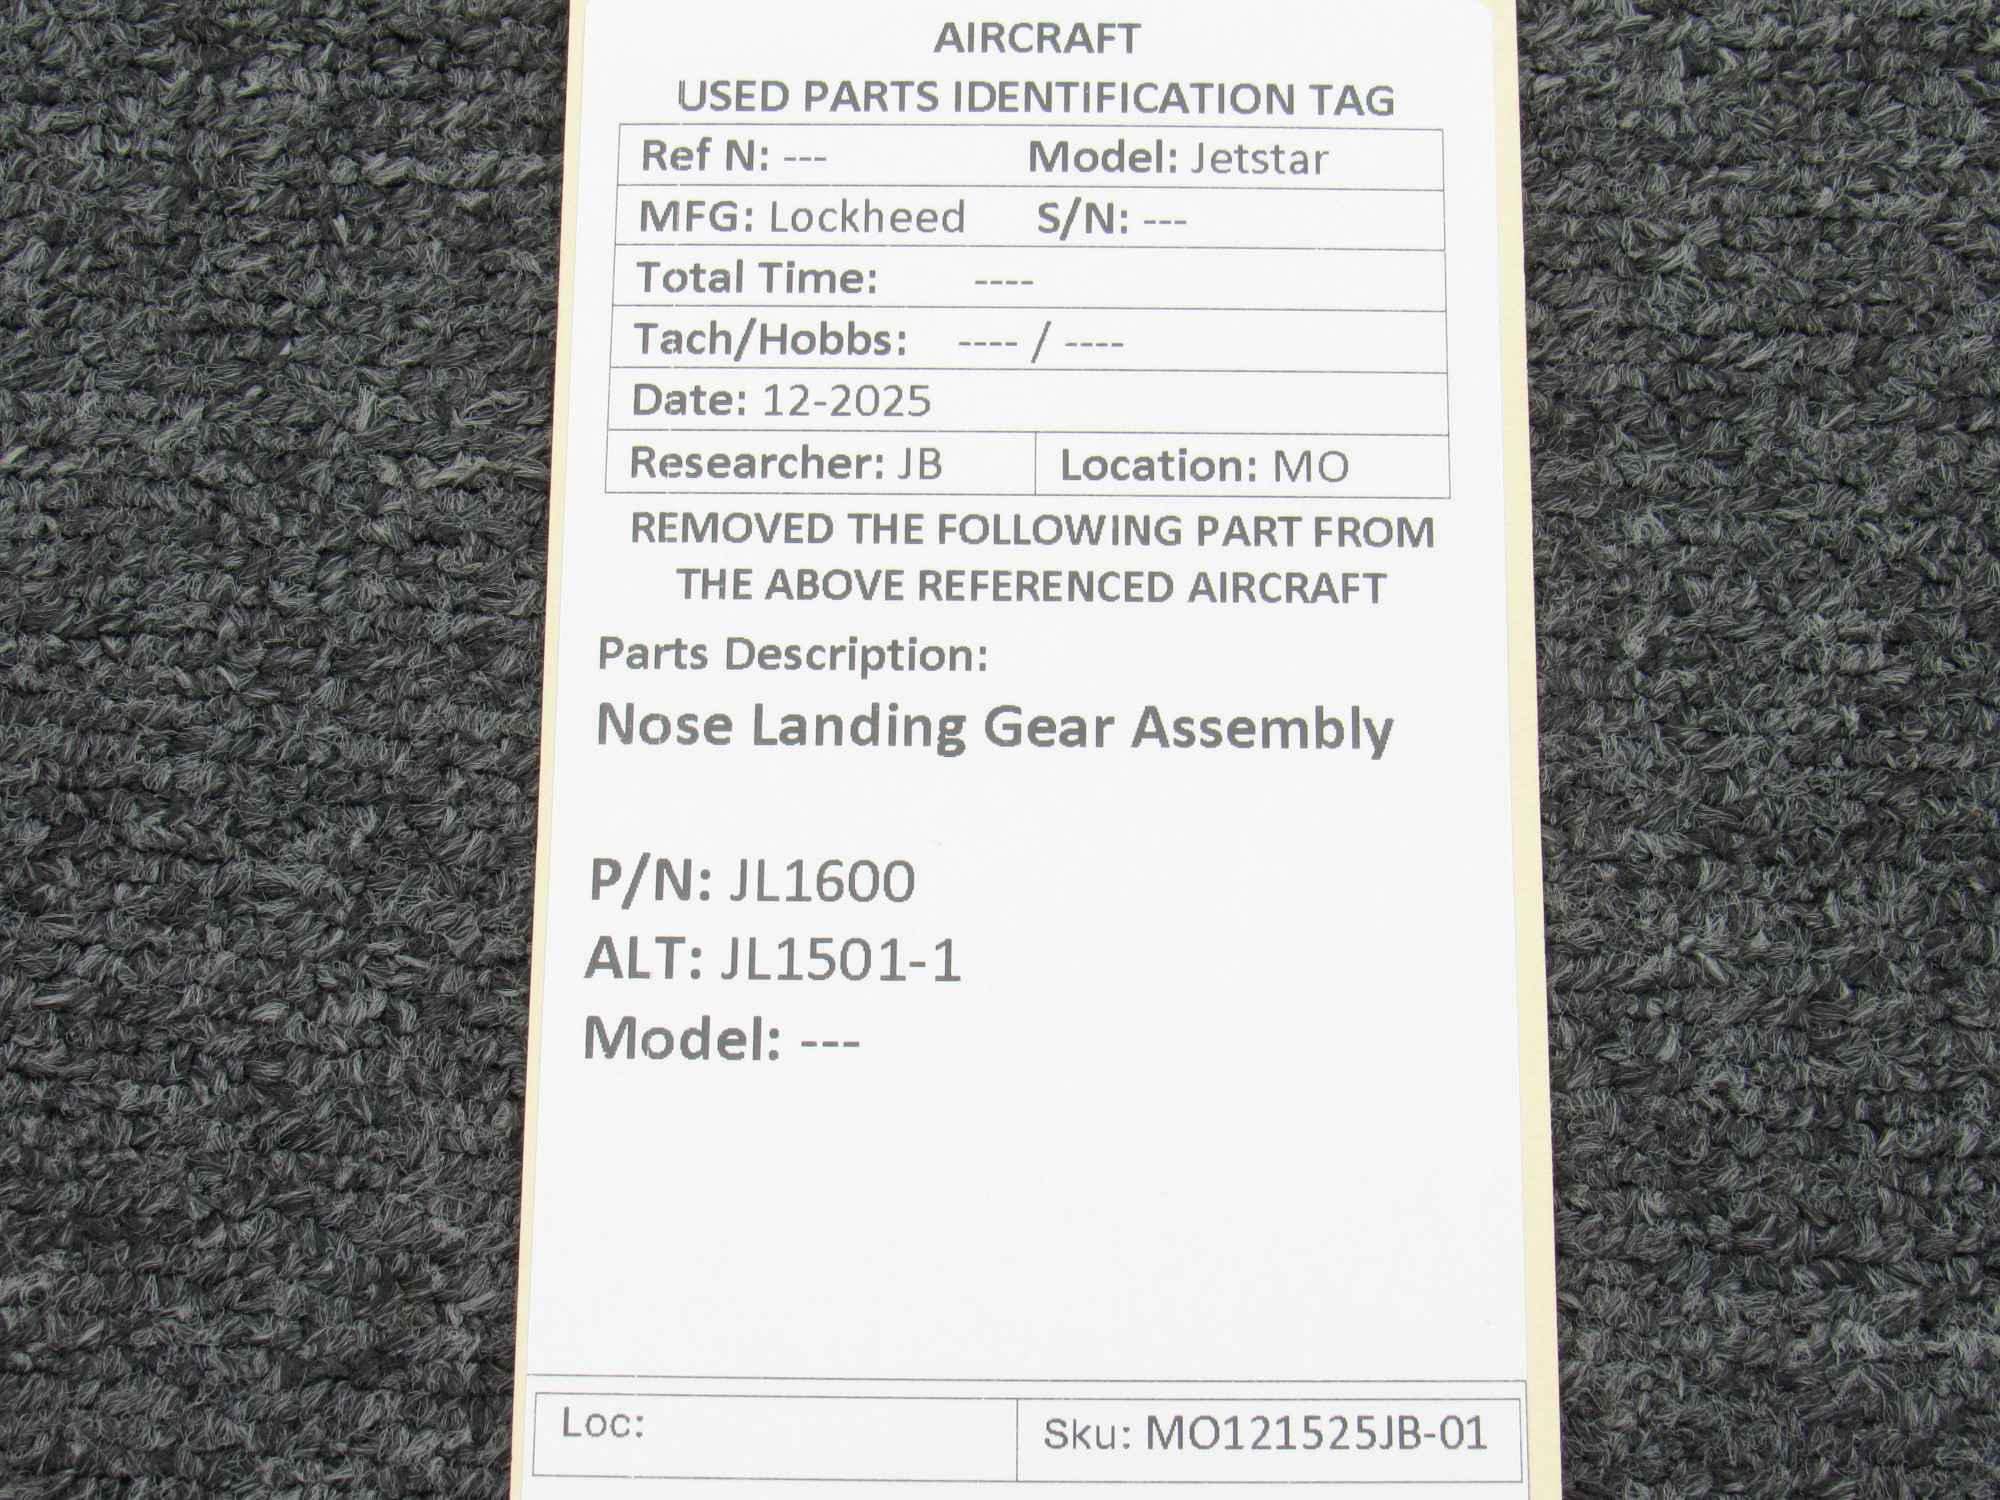 AIRCRAFT
USED PARTS IDENTIFICATION TAG
Ref N: --- Model: Jetstar
MFG: Lockheed S/N: ---
Total Time: ----
Tach/Hobbs: ---- / ----
Date: 12-2025
Researcher: JB Location: MO
REMOVED THE FOLLOWING PART FROM
THE ABOVE REFERENCED AIRCRAFT
Parts Description:
Nose Landing Gear Assembly
P/N: JL1600
ALT: JL1501-1
Model: ---
Loc: Sku: MO121525JB-01